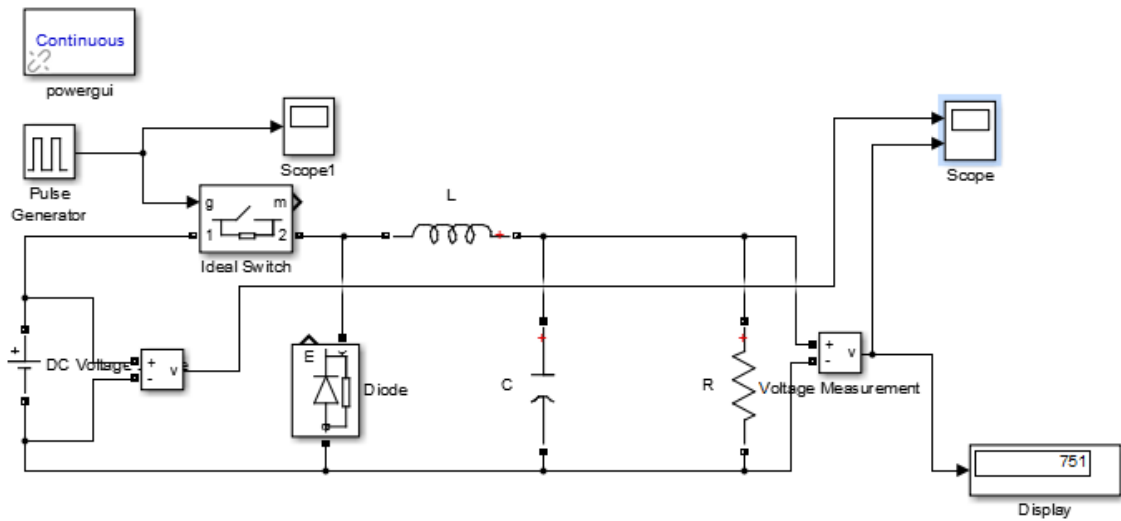 Continuous
powergui
Pulse
Generator
Scope1
Scope
g
m
1
2
Ideal Switch
L
+
+
DC Voltage
+
-
v
m
k
Diode
+
C
+
R
+
-
v
Voltage Measurement
751
Display